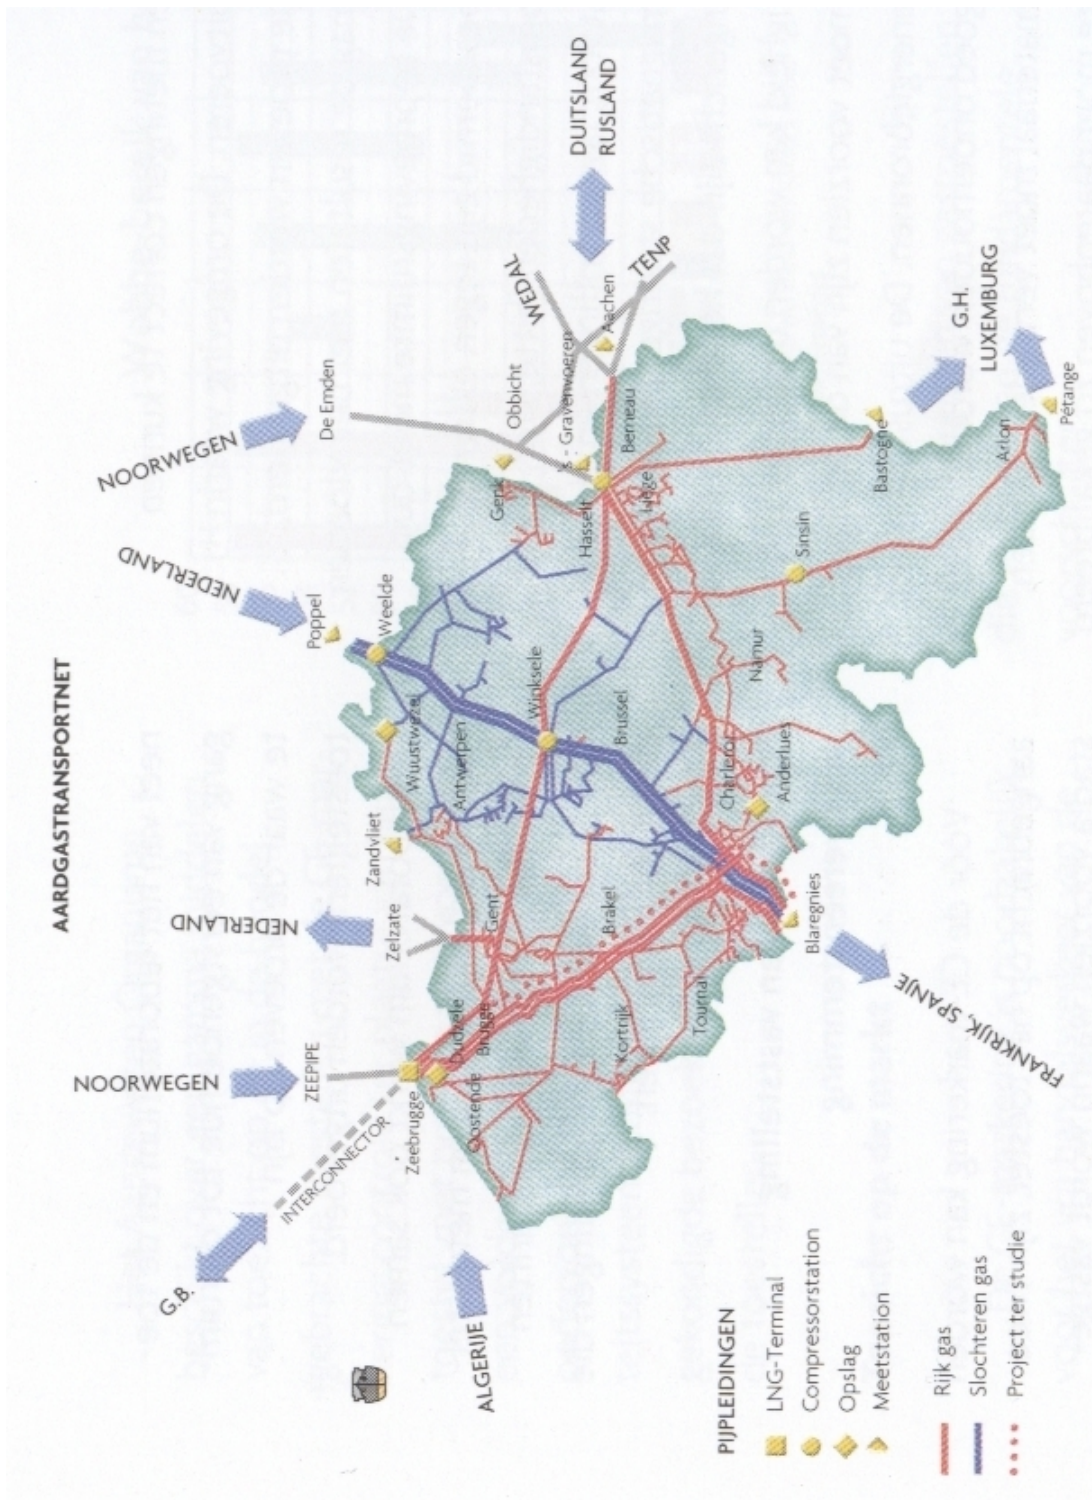 AARDGASTRANSPORTNET
NOORWEGEN
NEDERLAND
NEDERLAND
NOORWEGEN
G.B.
INTERCONNECTOR
ZEEPIPE
ALGERIJE
De Emden
Poppel
Weelde
Zandvliet
Wuustwezel
Antwerpen
Zelzate
Zeebrugge
Dudzele
Brugge
Oostende
Gent
Genk
Obbicht
's - Gravenvoeren
Aachen
WEDAL
TENP
DUITSLAND
RUSLAND
Hasselt
Berneau
Liège
Winksele
Brussel
Brakel
Kortrijk
Tournai
Charleroi
Namur
Anderlues
Sinsin
Bastogne
Arlon
Pétange
G.H.
LUXEMBURG
Blaregnies
FRANKRIJK, SPANJE
PIJPLEIDINGEN
LNG-Terminal
Compressorstation
Opslag
Meetstation
Rijk gas
Slochteren gas
Project ter studie